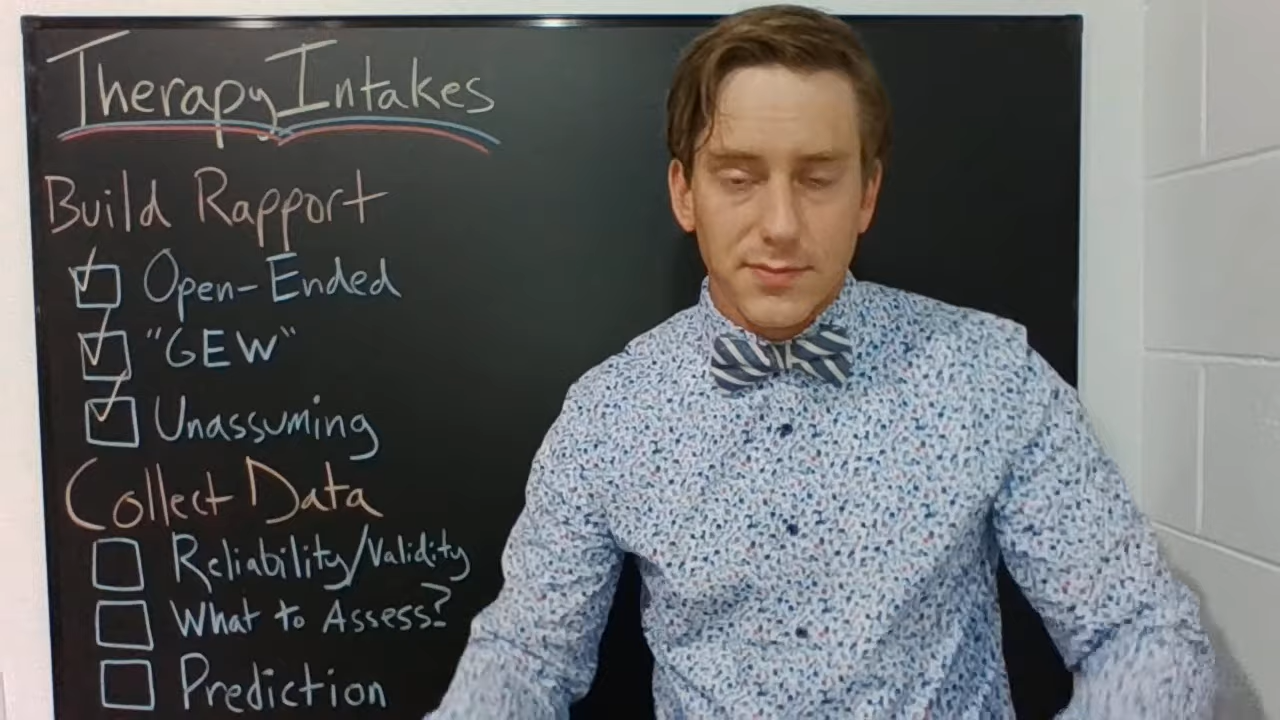 Therapy Intakes
Build Rapport
Open-Ended
"GEW"
Unassuming
Collect Data
Reliability/Validity
What to Assess?
Prediction